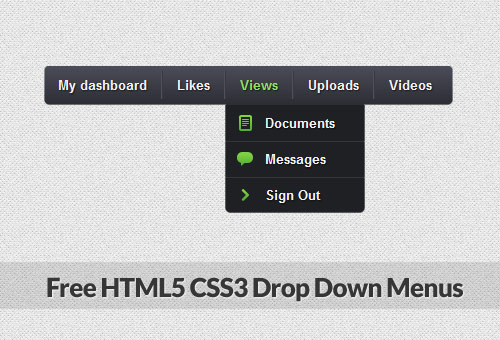 My dashboard Likes Views Uploads Videos
Documents
Messages
Sign Out
Free HTML5 CSS3 Drop Down Menus